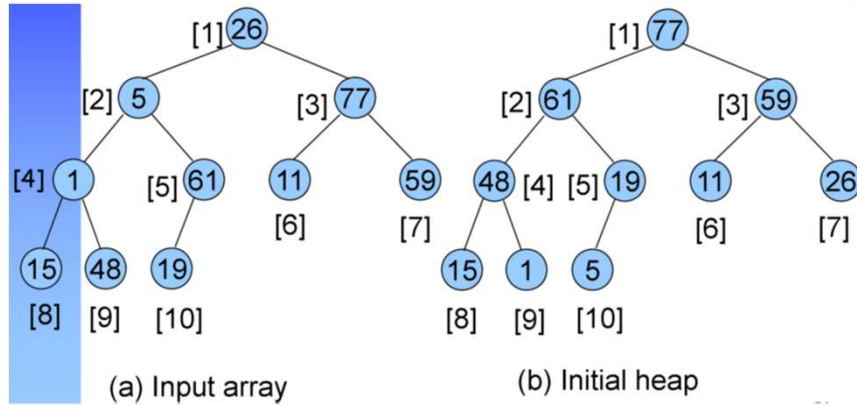 [1] 26 [1] 77
[2] 5 [3] 77 [2] 61 [3] 59
[4] 1 [5] 61 11 59 48 [4] [5] 19 11 26
[6] [7] [6] [7]
15 48 19 15 1 5
[8] [9] [10] [8] [9] [10]
(a) Input array (b) Initial heap